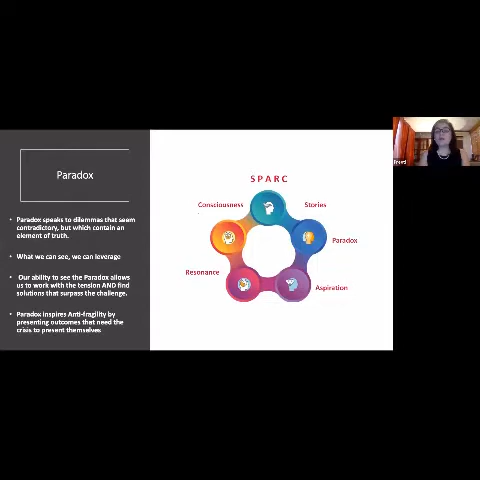 Paradox
• Paradox speaks to dilemmas that seem
contradictory, but which contain an
element of truth.
• What we can see, we can leverage
• Our ability to see the Paradox allows
us to work with the tension AND find
solutions that surpass the challenge.
• Paradox inspires Anti-fragility by
presenting outcomes that need the
crisis to present themselves
SPARC
Consciousness
Stories
Paradox
Resonance
Aspiration